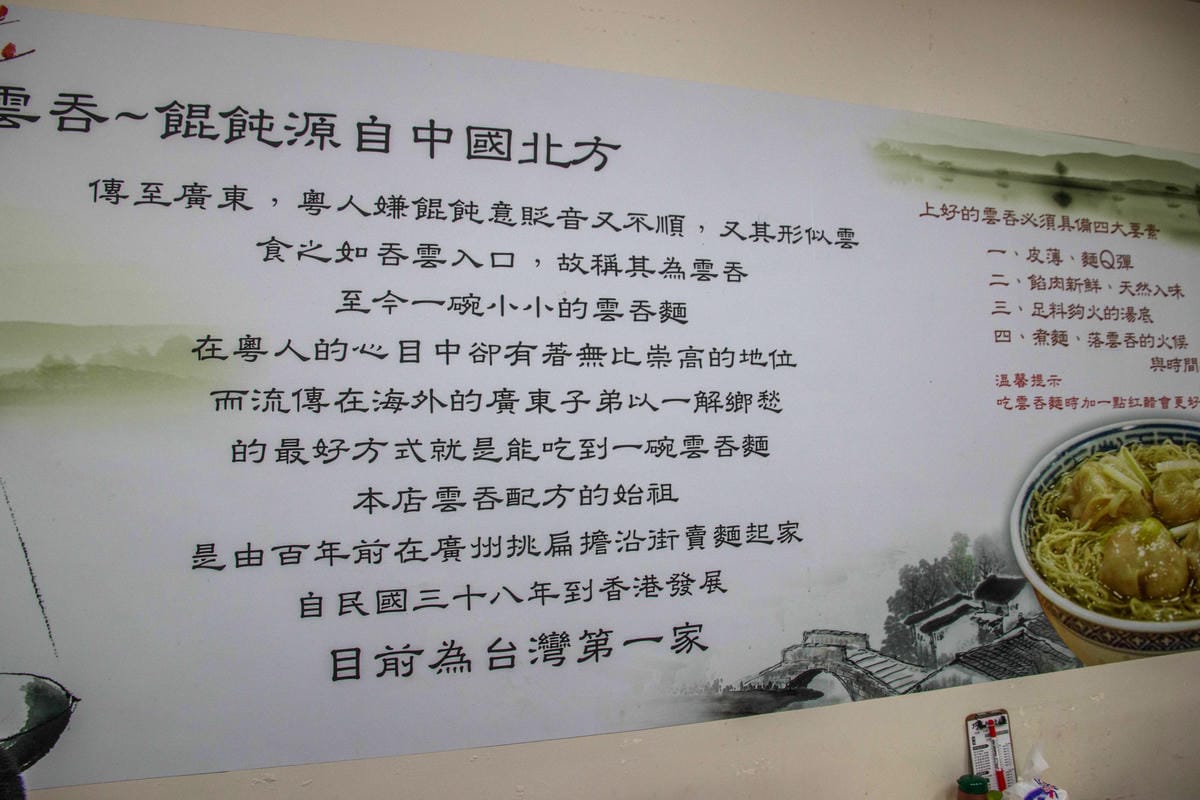 雲吞~餛飩源自中國北方
傳至廣東，粵人嫌餛飩意貶音又不順，又其形似雲
食之如吞雲入口，故稱其為雲吞
至今一碗小小的雲吞麵
在粵人的心目中卻有著無比崇高的地位
而流傳在海外的廣東子弟以一解鄉愁
的最好方式就是能吃到一碗雲吞麵
本店雲吞配方的始祖
是由百年前在廣州挑扁擔沿街賣麵起家
自民國三十八年到香港發展
目前為台灣第一家
上好的雲吞必須具備四大要素
一、皮薄、麵Q彈
二、餡肉新鮮、天然入味
三、足料夠火的湯底
四、煮麵、落雲吞的火候
與時間
溫馨提示
吃雲吞麵時加一點紅醋會更好